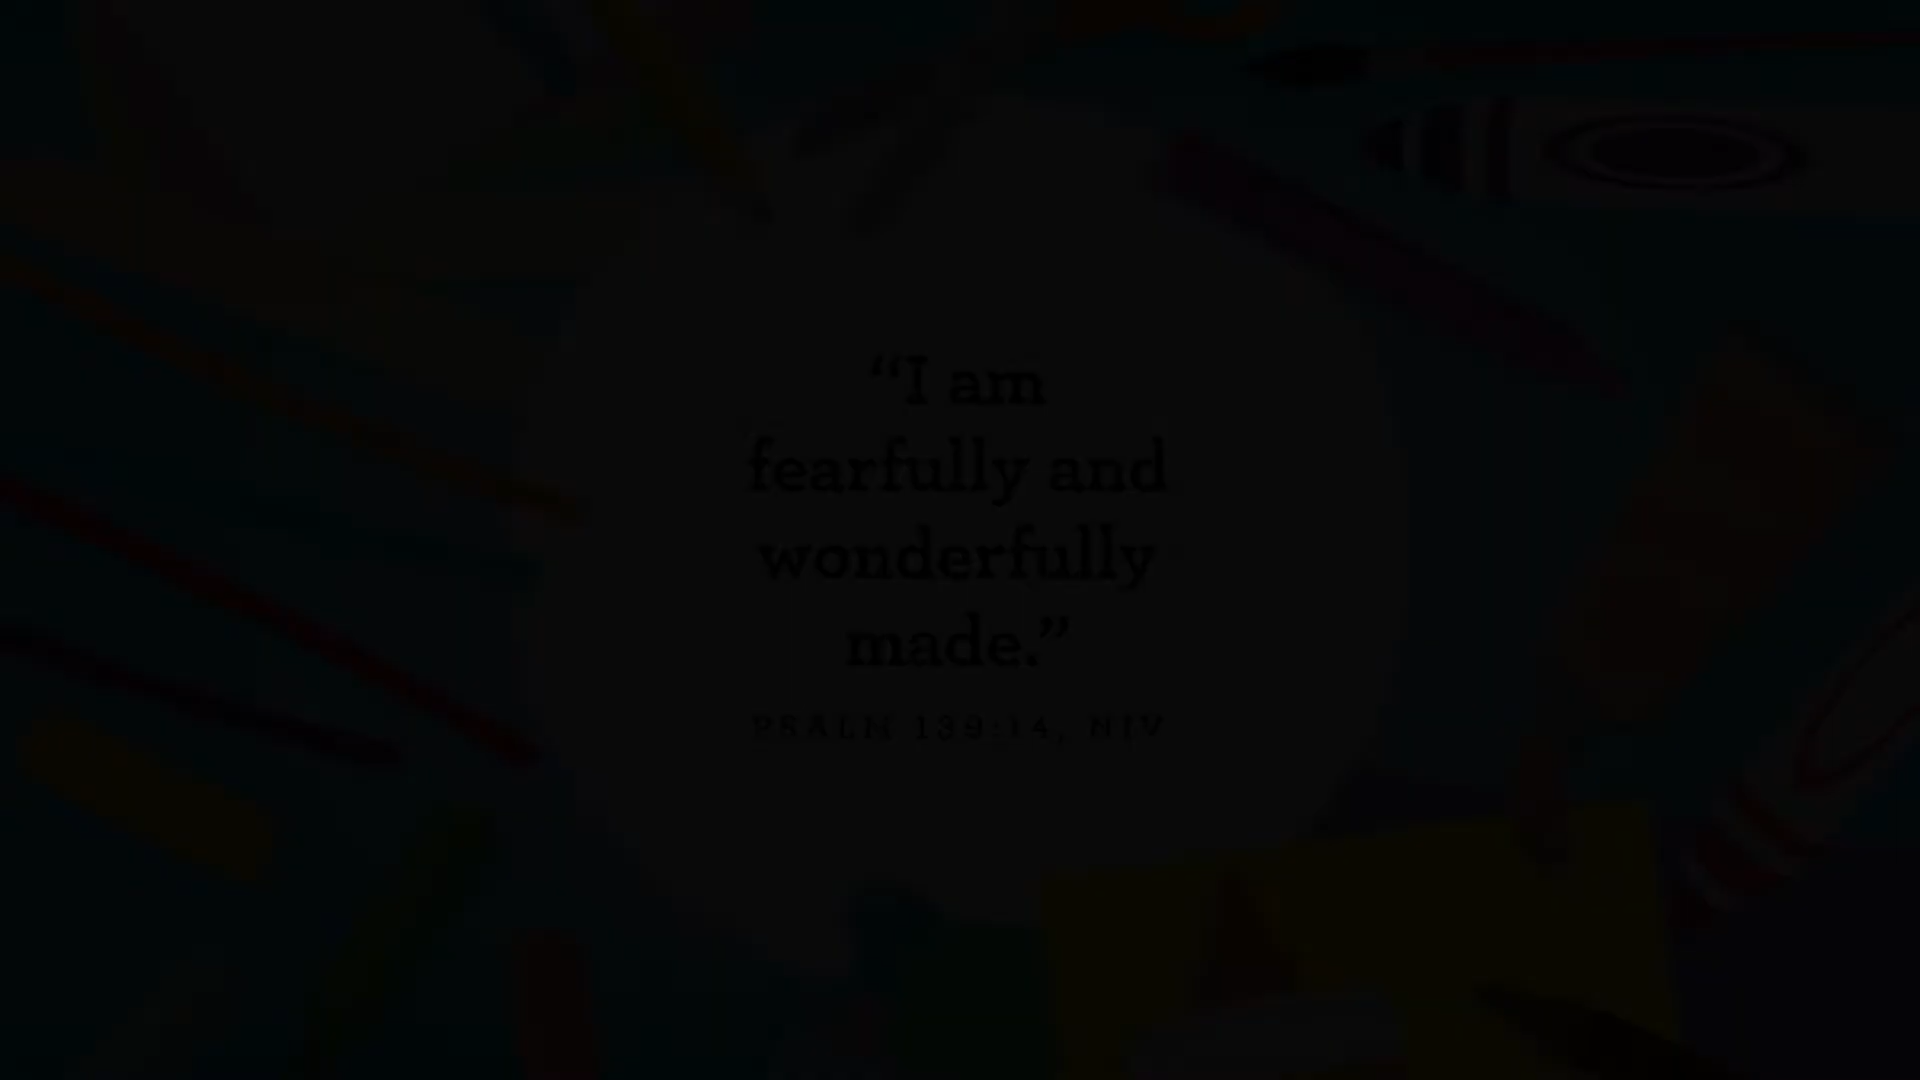 “I am
fearfully and
wonderfully
made.”
PSALM 139:14, NIV